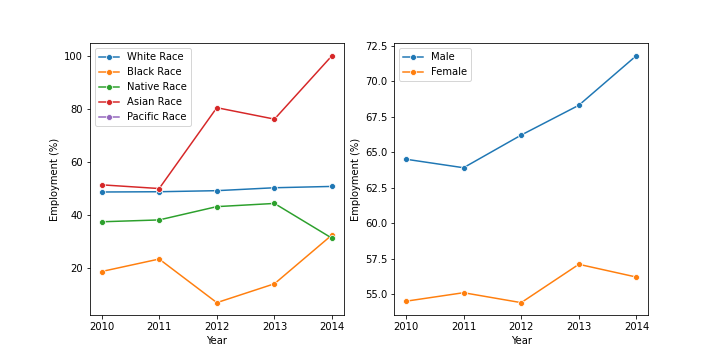 Employment (%)
100
80
60
40
20
White Race
Black Race
Native Race
Asian Race
Pacific Race
2010 2011 2012 2013 2014
Year
Employment (%)
72.5
70.0
67.5
65.0
62.5
60.0
57.5
55.0
Male
Female
2010 2011 2012 2013 2014
Year